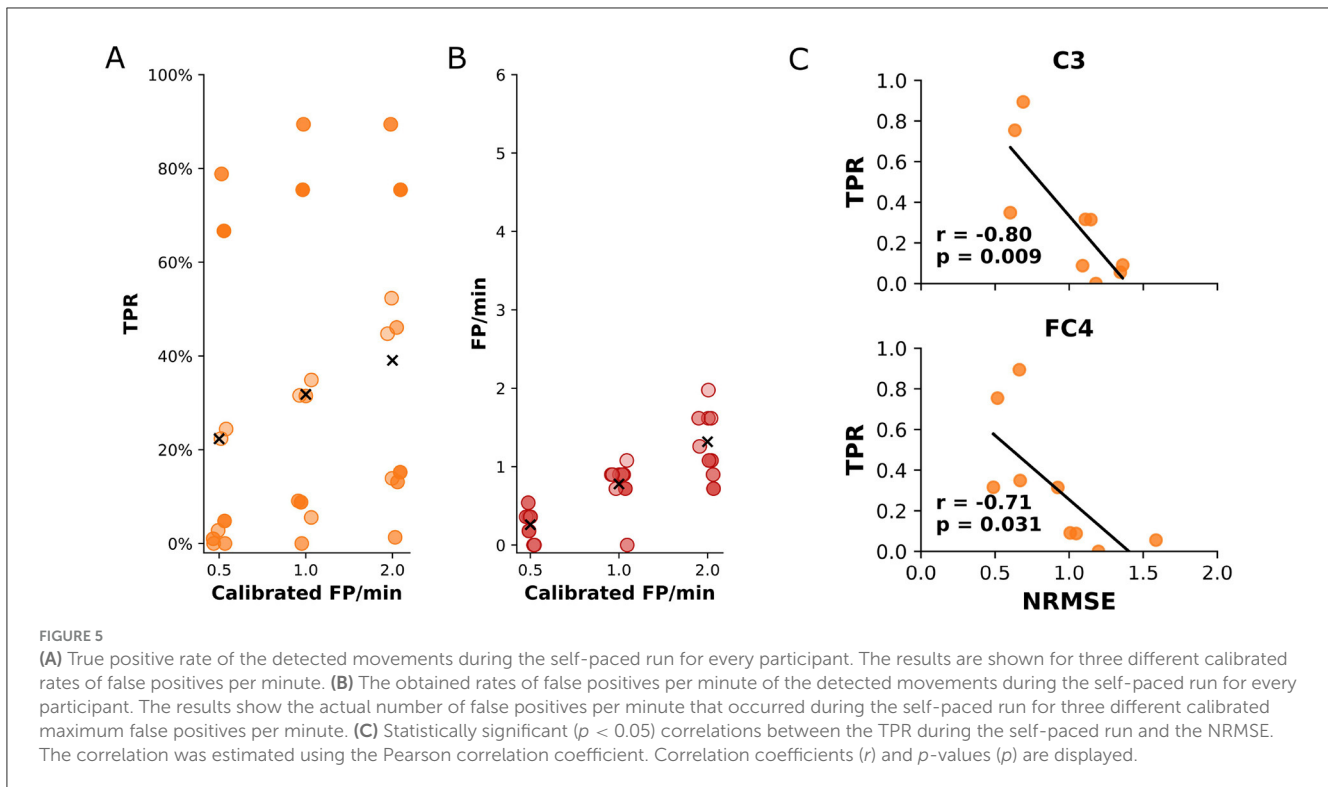 A
B
C
100%
80%
60%
40%
20%
0%
TPR
0.5
1.0
2.0
Calibrated FP/min
6
5
4
3
2
1
0
FP/min
0.5
1.0
2.0
Calibrated FP/min
C3
1.0
0.8
0.6
0.4
0.2
0.0
TPR
r = -0.80
p = 0.009
0.0
0.5
1.0
1.5
2.0
FC4
1.0
0.8
0.6
0.4
0.2
0.0
TPR
r = -0.71
p = 0.031
0.0
0.5
1.0
1.5
2.0
NRMSE
FIGURE 5
(A) True positive rate of the detected movements during the self-paced run for every participant. The results are shown for three different calibrated
rates of false positives per minute. (B) The obtained rates of false positives per minute of the detected movements during the self-paced run for every
participant. The results show the actual number of false positives per minute that occurred during the self-paced run for three different calibrated
maximum false positives per minute. (C) Statistically significant (p < 0.05) correlations between the TPR during the self-paced run and the NRMSE.
The correlation was estimated using the Pearson correlation coefficient. Correlation coefficients (r) and p-values (p) are displayed.